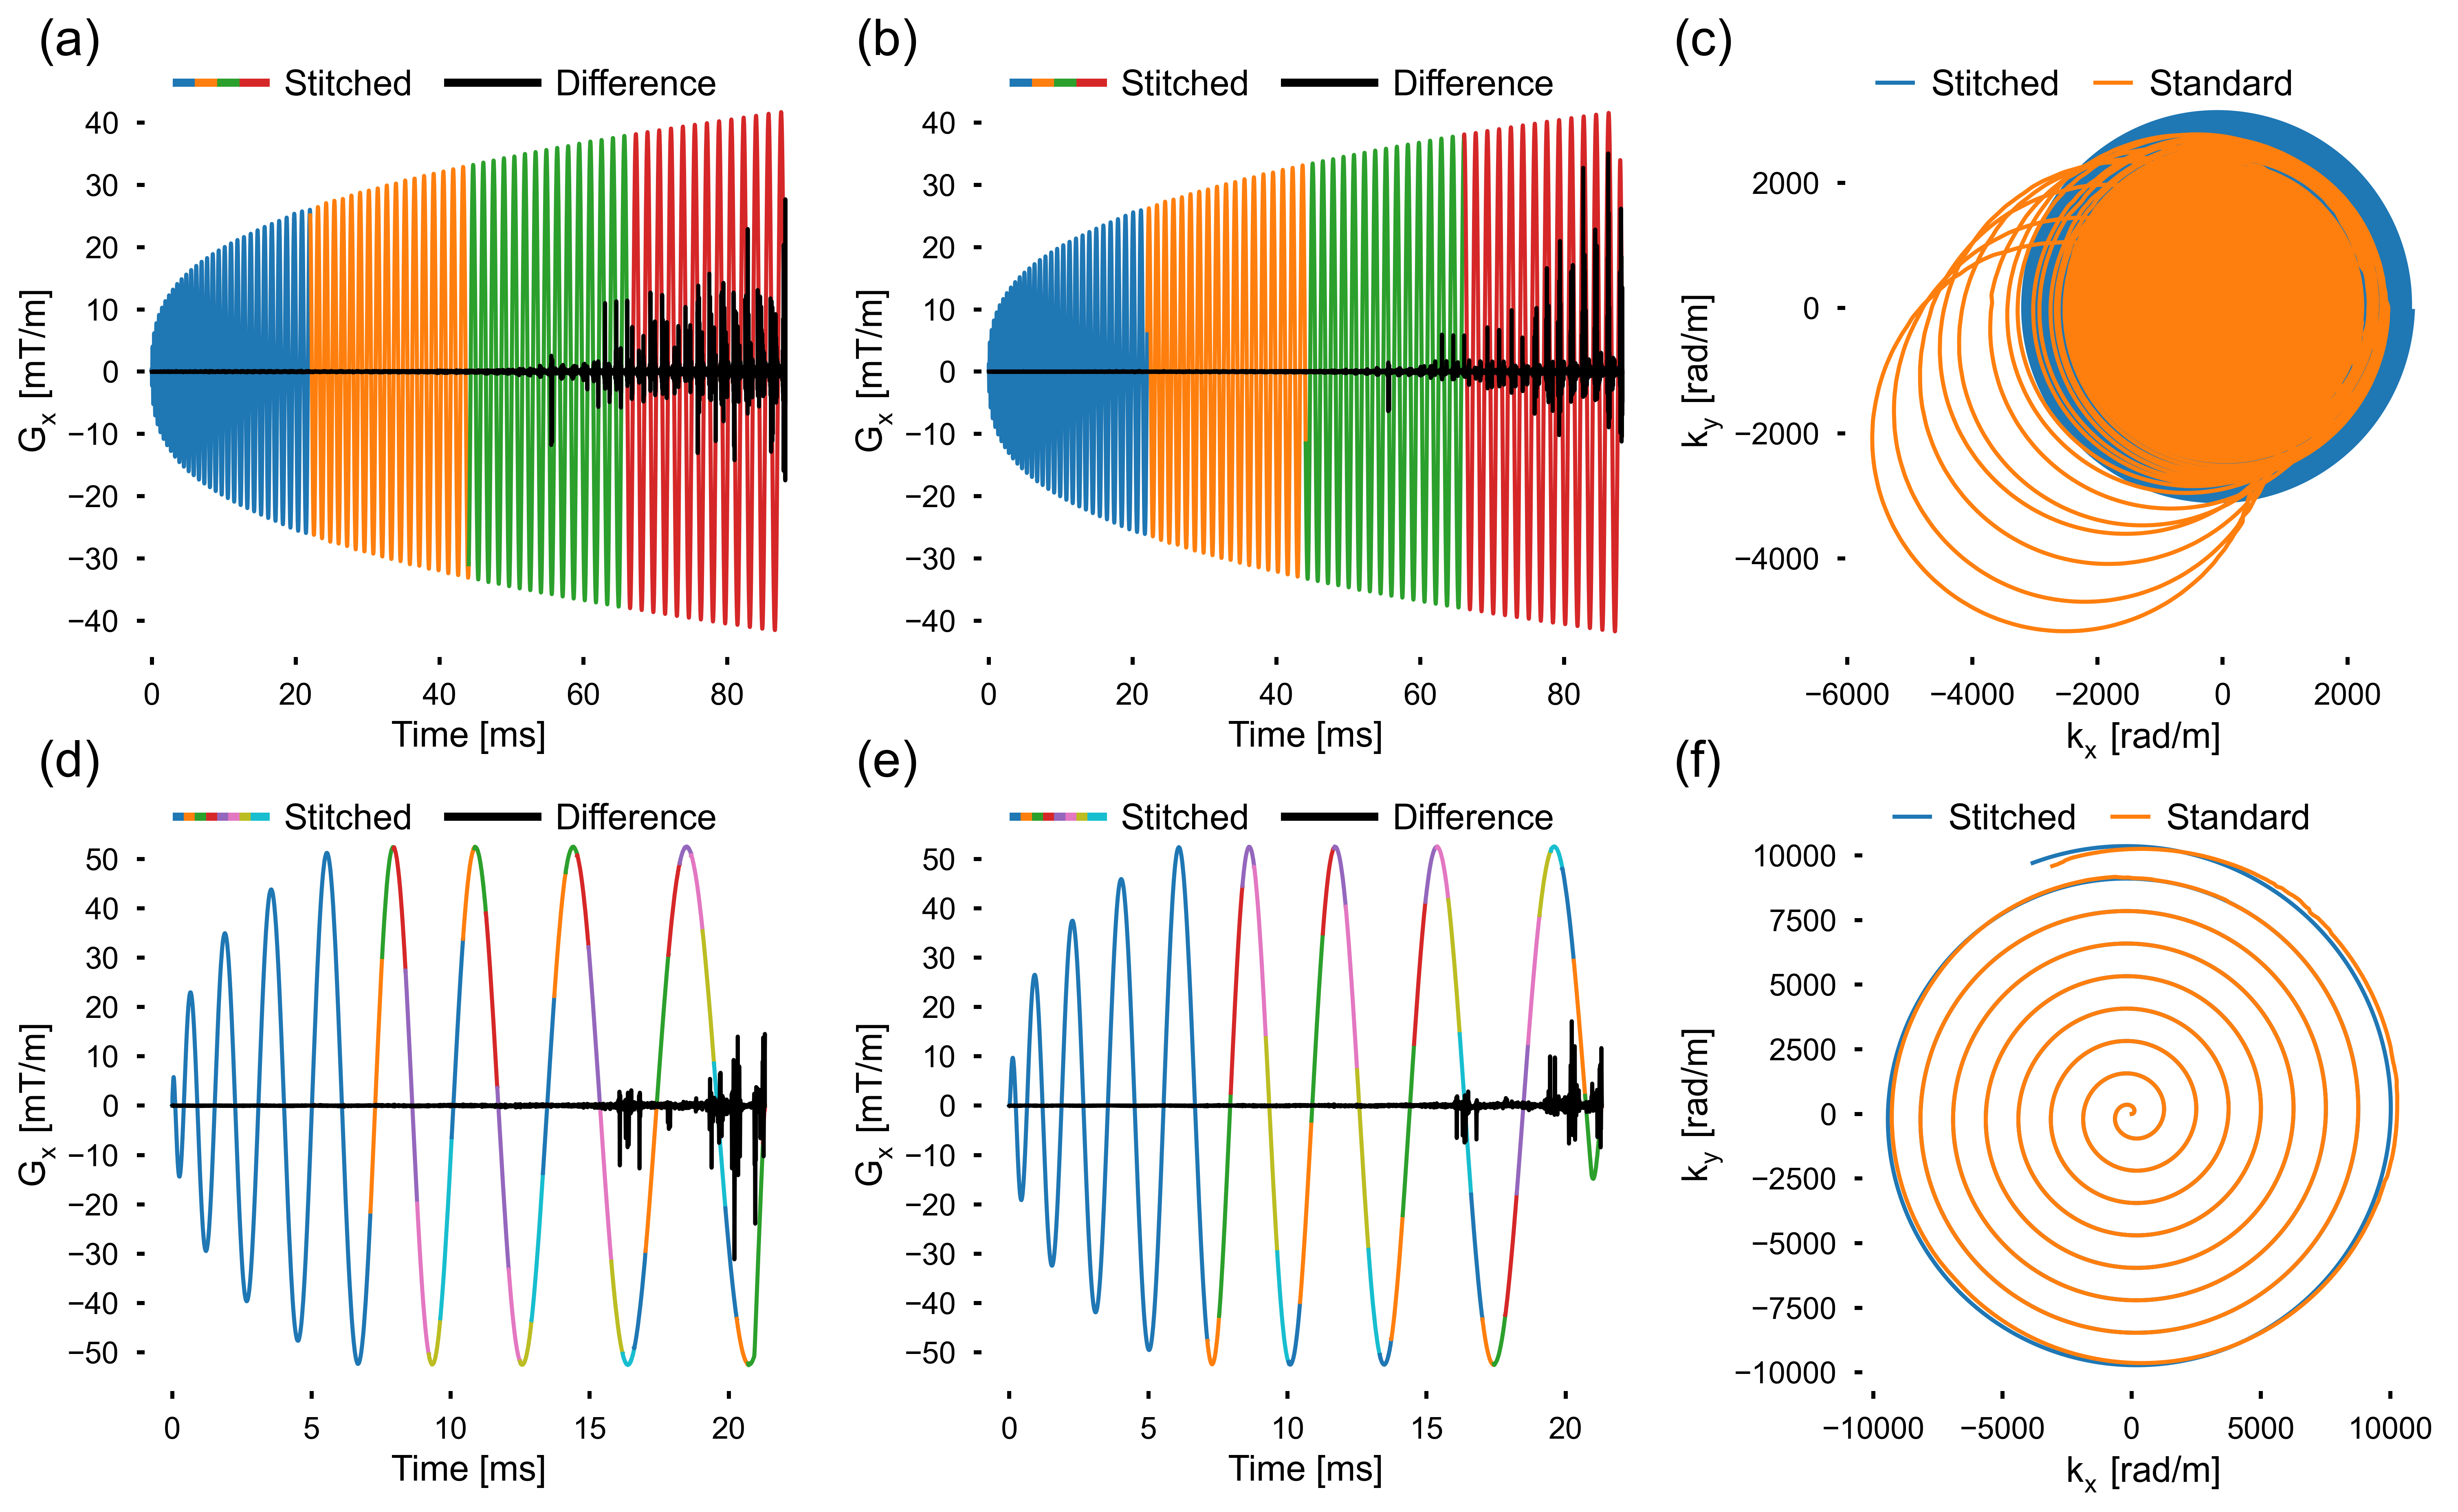 (a)
Stitched Difference
40
30
20
10
0
−10
−20
−30
−40
G_x [mT/m]
0 20 40 60 80
Time [ms]
(b)
Stitched Difference
40
30
20
10
0
−10
−20
−30
−40
G_x [mT/m]
0 20 40 60 80
Time [ms]
(c)
Stitched Standard
2000
0
−2000
−4000
k_y [rad/m]
−6000 −4000 −2000 0 2000
k_x [rad/m]
(d)
Stitched Difference
50
40
30
20
10
0
−10
−20
−30
−40
−50
G_x [mT/m]
0 5 10 15 20
Time [ms]
(e)
Stitched Difference
50
40
30
20
10
0
−10
−20
−30
−40
−50
G_x [mT/m]
0 5 10 15 20
Time [ms]
(f)
Stitched Standard
10000
7500
5000
2500
0
−2500
−5000
−7500
−10000
k_y [rad/m]
−10000 −5000 0 5000 10000
k_x [rad/m]